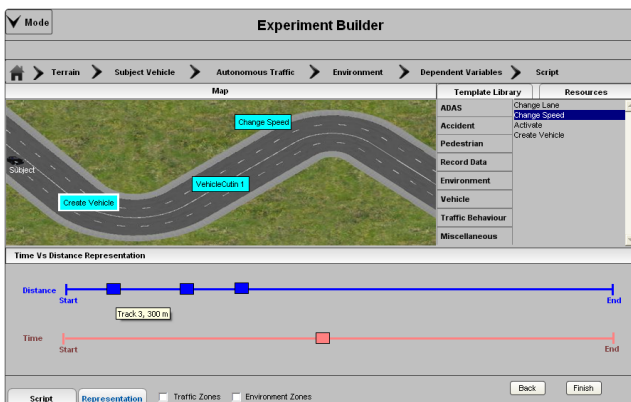 Mode
Experiment Builder
Terrain
Subject Vehicle
Autonomous Traffic
Environment
Dependent Variables
Script
Map
Template Library
Resources
Change Speed
Subject
VehicleCutin 1
Create Vehicle
ADAS
Accident
Pedestrian
Record Data
Environment
Vehicle
Traffic Behaviour
Miscellaneous
Change Lane
Change Speed
Activate
Create Vehicle
Time Vs Distance Representation
Distance
Start
End
Track 3, 300 m
Time
Start
End
Back
Finish
Script
Representation
Traffic Zones
Environment Zones